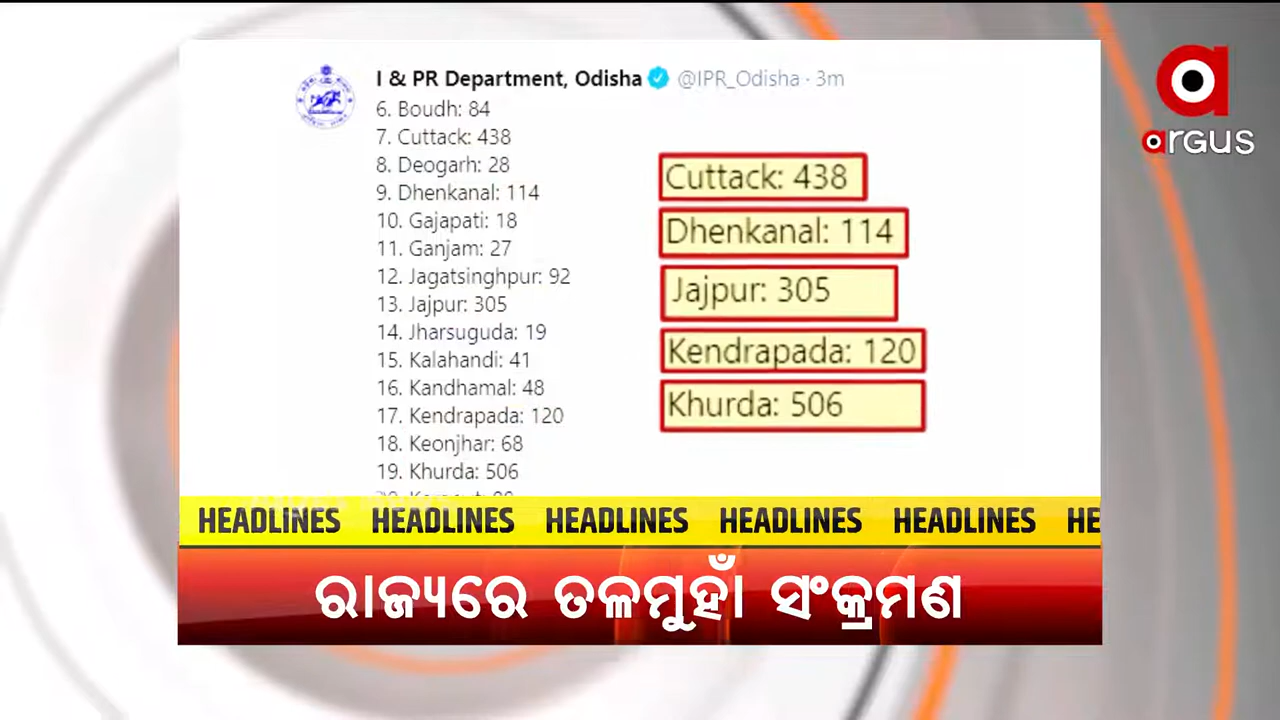 I & PR Department, Odisha @IPR_Odisha · 3m
6. Boudh: 84
7. Cuttack: 438
8. Deogarh: 28
9. Dhenkanal: 114
10. Gajapati: 18
11. Ganjam: 27
12. Jagatsinghpur: 92
13. Jajpur: 305
14. Jharsuguda: 19
15. Kalahandi: 41
16. Kandhamal: 48
17. Kendrapada: 120
18. Keonjhar: 68
19. Khurda: 506
Cuttack: 438
Dhenkanal: 114
Jajpur: 305
Kendrapada: 120
Khurda: 506
argus
HEADLINES HEADLINES HEADLINES HEADLINES HEADLINES HE
ରାଜ୍ୟରେ ତଳମୁହାଁ ସଂକ୍ରମଣ